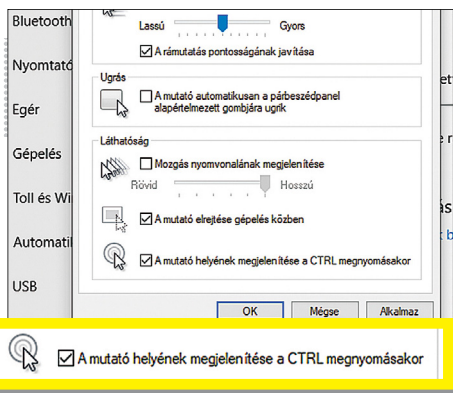 Bluetooth
Lassú Gyors
A rámutatás pontosságának javítása
Nyomtató
Ugrás
A mutató automatikusan a párbeszédpanel
alapértelmezett gombjára ugrik
Egér
Láthatóság
Gépelés
Mozgás nyomvonalának megjelenítése
Rövid Hosszú
Toll és Wi
A mutató elrejtése gépelés közben
Automati
A mutató helyének megjelenítése a CTRL megnyomásakor
USB
OK Mégse Alkalmaz
A mutató helyének megjelenítése a CTRL megnyomásakor